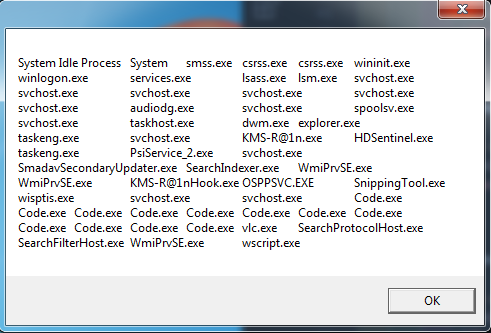 System Idle Process System smss.exe csrss.exe csrss.exe wininit.exe
winlogon.exe services.exe lsass.exe lsm.exe svchost.exe
svchost.exe svchost.exe svchost.exe svchost.exe
svchost.exe audiodg.exe svchost.exe spoolsv.exe
svchost.exe taskhost.exe dwm.exe explorer.exe
taskeng.exe svchost.exe KMS-R@1n.exe HDSentinel.exe
taskeng.exe PsiService_2.exe svchost.exe
SmadavSecondaryUpdater.exe SearchIndexer.exe WmiPrvSE.exe
WmiPrvSE.exe KMS-R@1nHook.exe OSPPSVC.EXE SnippingTool.exe
wisptis.exe svchost.exe svchost.exe Code.exe
Code.exe Code.exe Code.exe Code.exe Code.exe Code.exe Code.exe
Code.exe Code.exe Code.exe Code.exe vlc.exe SearchProtocolHost.exe
SearchFilterHost.exe WmiPrvSE.exe wscript.exe
OK